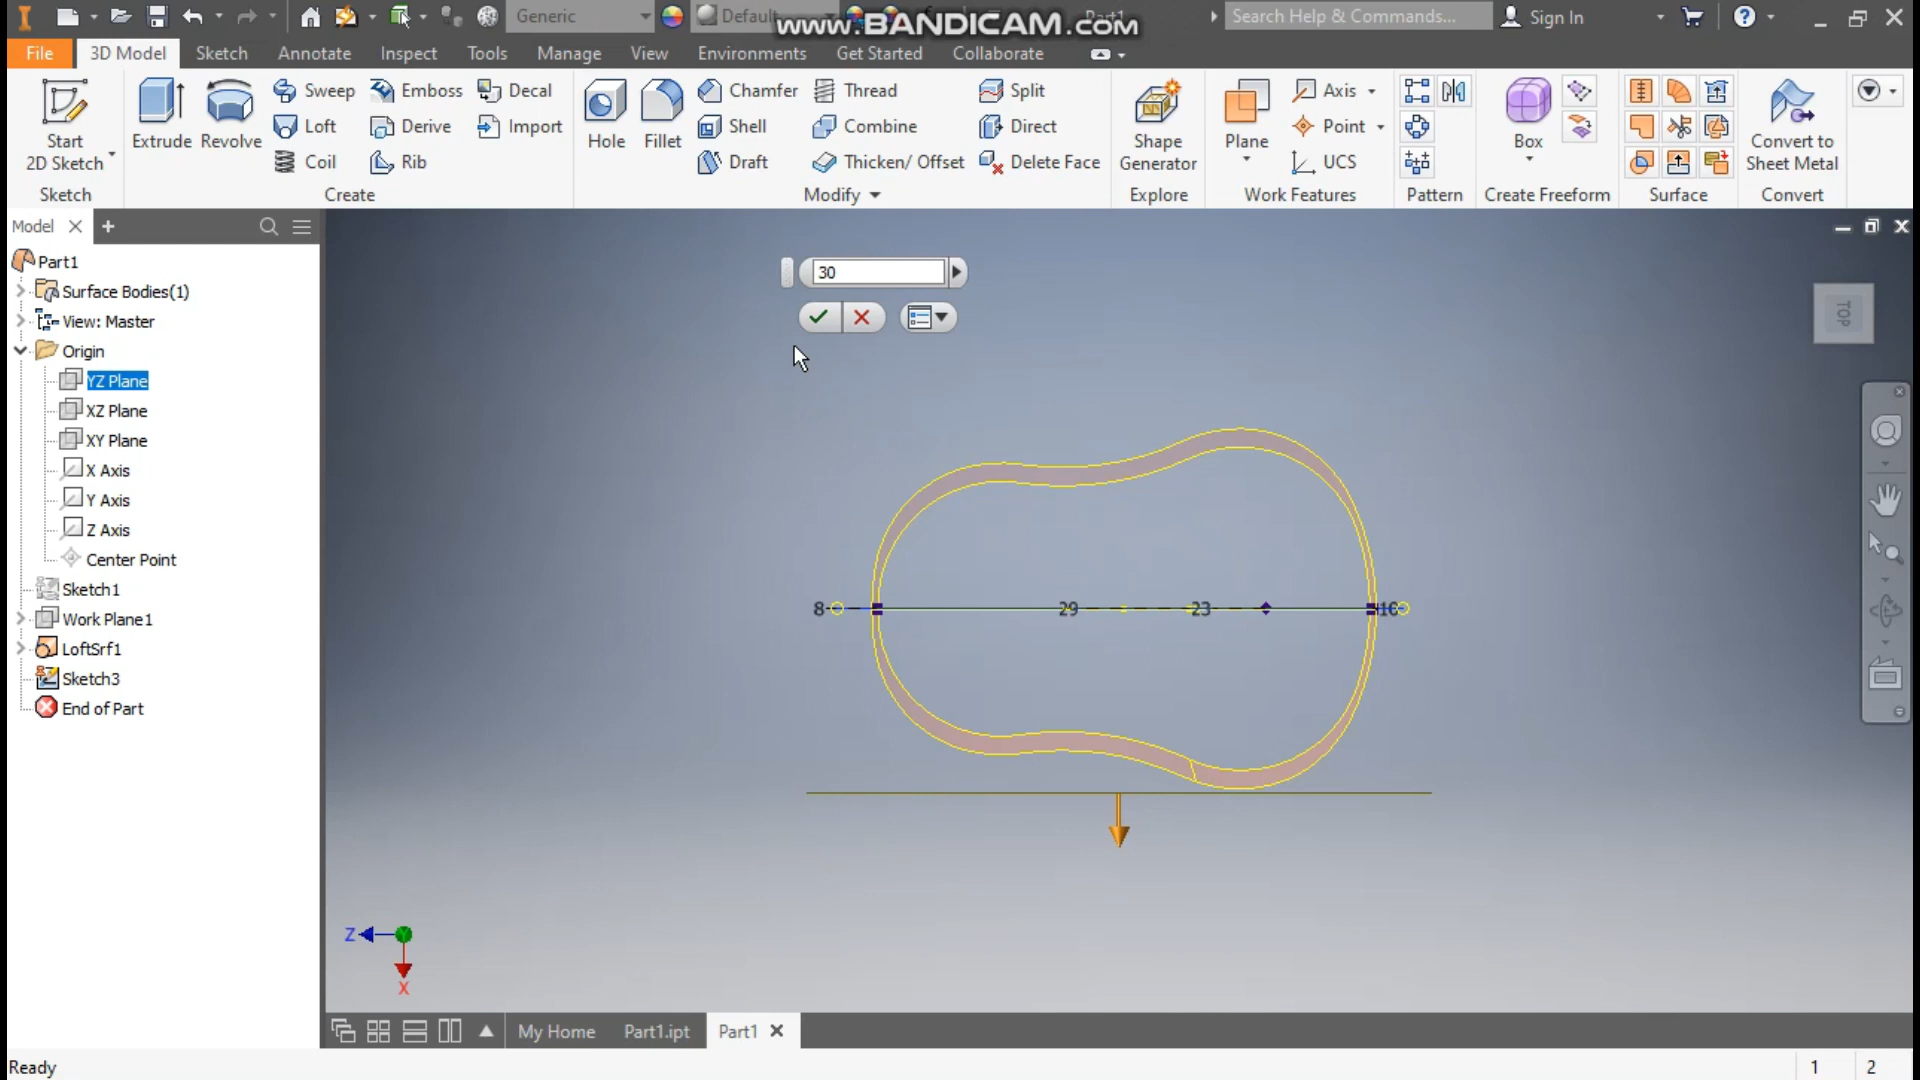 Generic
Default
www.BANDICAM.com
Search Help & Commands...
Sign In
File
3D Model
Sketch
Annotate
Inspect
Tools
Manage
View
Environments
Get Started
Collaborate
Start
2D Sketch
Extrude
Revolve
Sweep
Loft
Coil
Emboss
Derive
Rib
Decal
Import
Hole
Fillet
Chamfer
Shell
Draft
Thread
Combine
Thicken/ Offset
Split
Direct
Delete Face
Shape
Generator
Plane
Axis
Point
UCS
Box
Convert to
Sheet Metal
Sketch
Create
Modify
Explore
Work Features
Pattern
Create Freeform
Surface
Convert
Model
Part1
Surface Bodies(1)
View: Master
Origin
YZ Plane
XZ Plane
XY Plane
X Axis
Y Axis
Z Axis
Center Point
Sketch1
Work Plane1
LoftSrf1
Sketch3
End of Part
30
TOP
8
29
23
Z
X
My Home
Part1.ipt
Part1
Ready
1
2